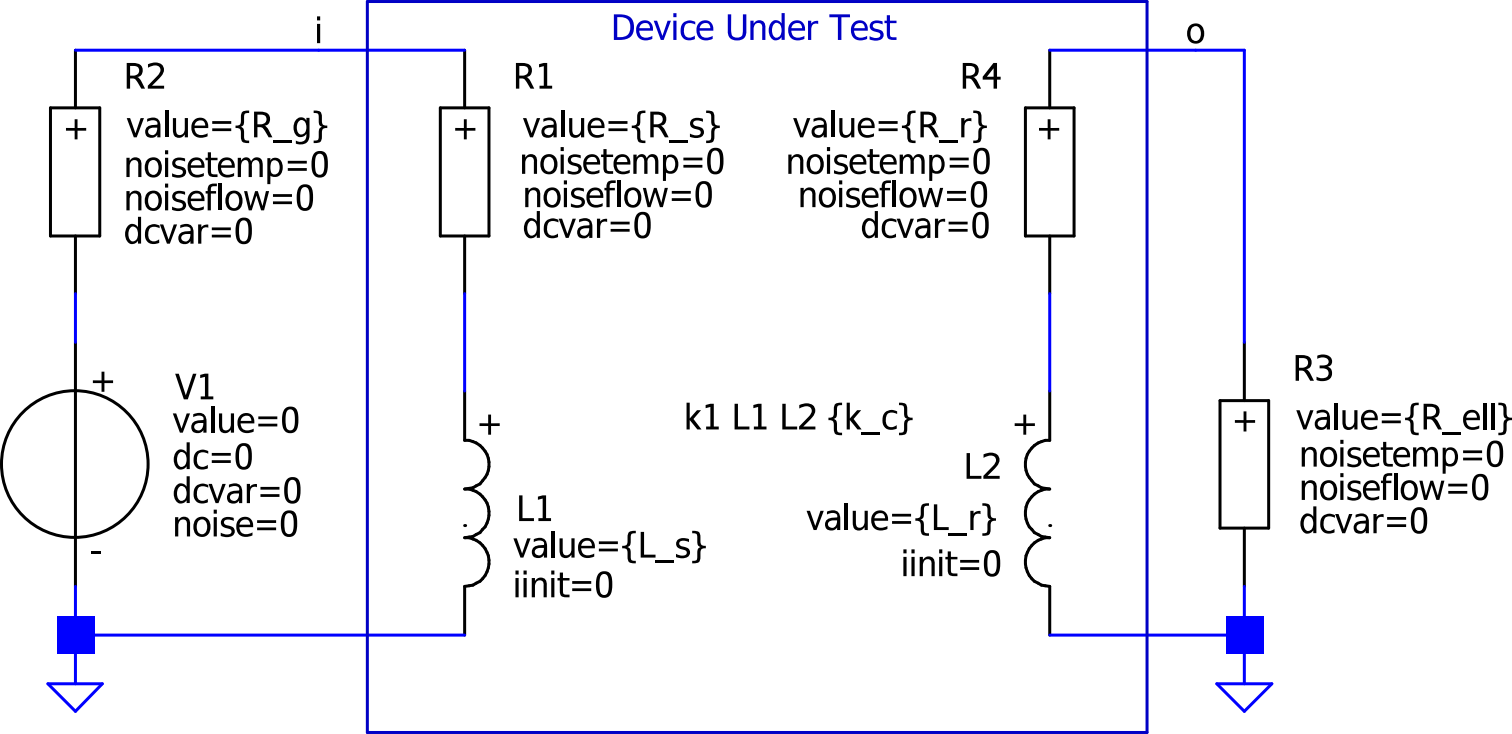 Device Under Test
i
o
R2
value={R_g}
noisetemp=0
noiseflow=0
dcvar=0
+
R1
value={R_s}
noisetemp=0
noiseflow=0
dcvar=0
+
R4
value={R_r}
noisetemp=0
noiseflow=0
dcvar=0
+
+
V1
value=0
dc=0
dcvar=0
noise=0
-
+
L1
value={L_s}
iinit=0
k1 L1 L2 {k_c}
+
L2
value={L_r}
iinit=0
R3
value={R_ell}
noisetemp=0
noiseflow=0
dcvar=0
+